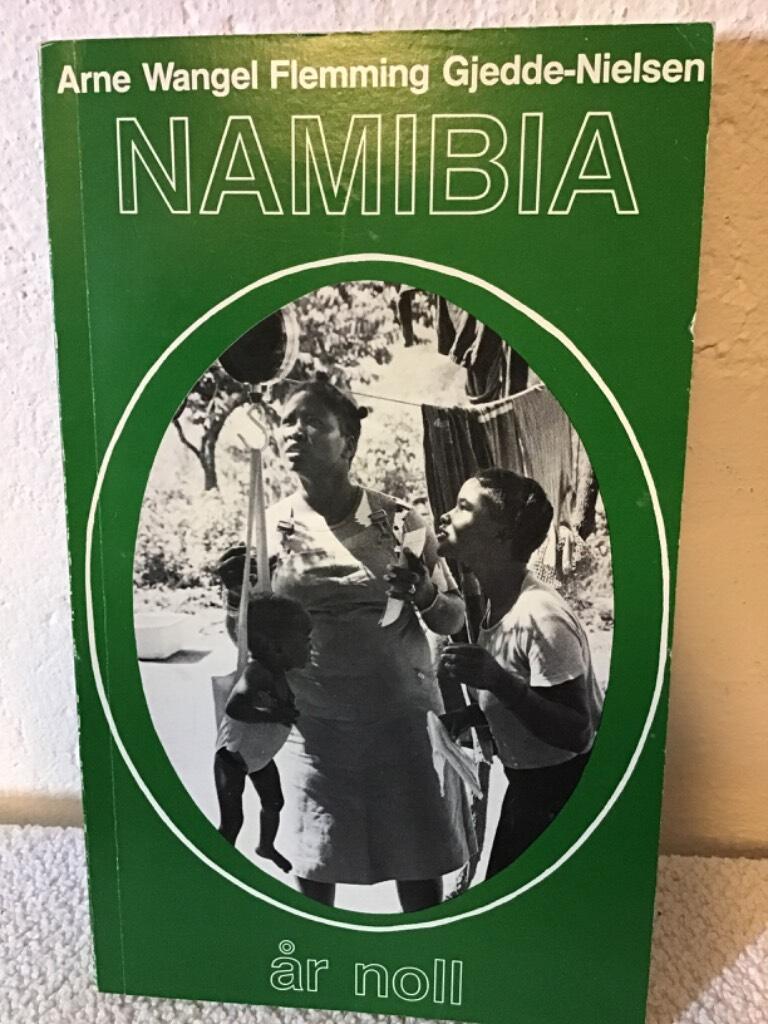 Arne Wangel Flemming Gjedde-Nielsen
NAMIBIA
år noll